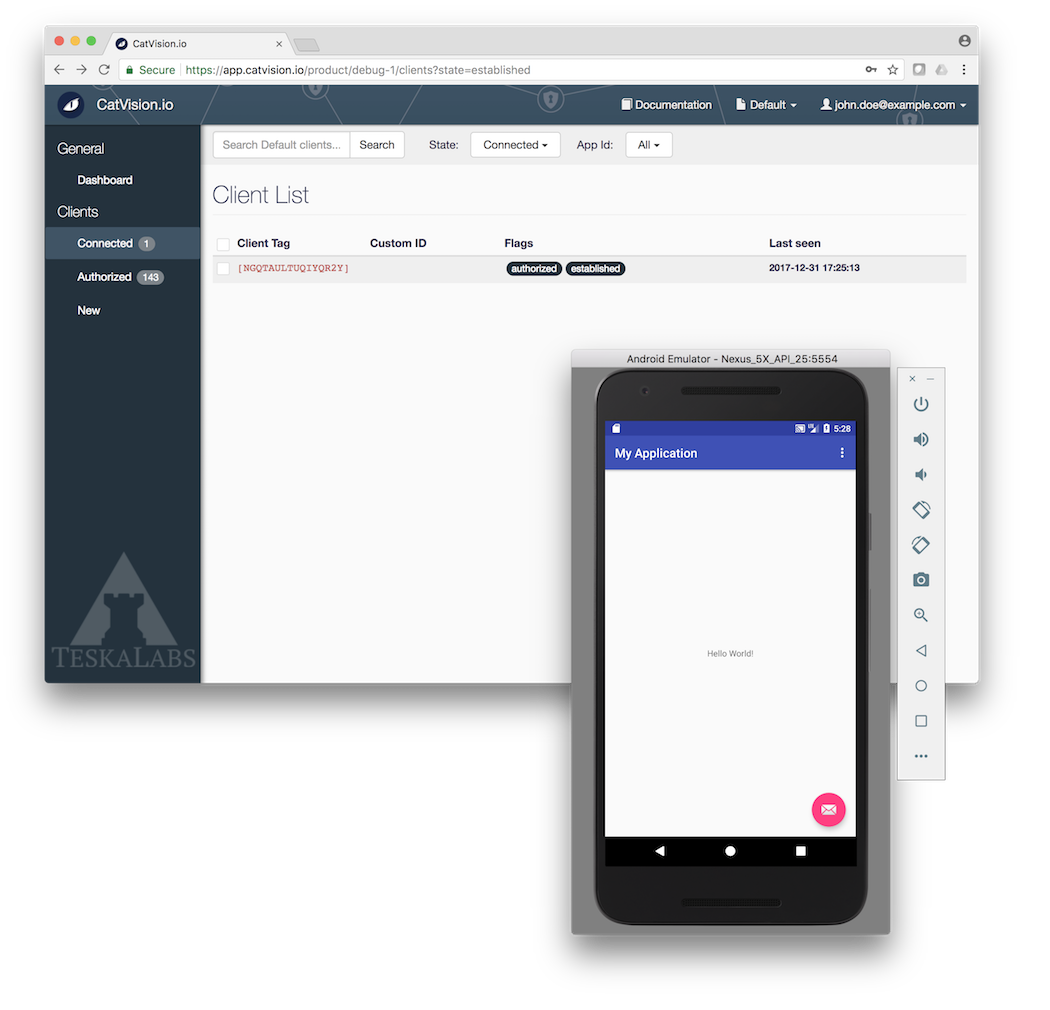 CatVision.io
Secure https://app.catvision.io/product/debug-1/clients?state=established
CatVision.io Documentation Default john.doe@example.com
General
Dashboard
Clients
Connected 1
Authorized 143
New
TESKALABS
Search Default clients... Search State: Connected App Id: All
Client List
Client Tag Custom ID Flags Last seen
[NGQTAULTUQIYQR2Y] authorized established 2017-12-31 17:25:13
Android Emulator - Nexus_5X_API_25:5554
5:28
My Application
Hello World!